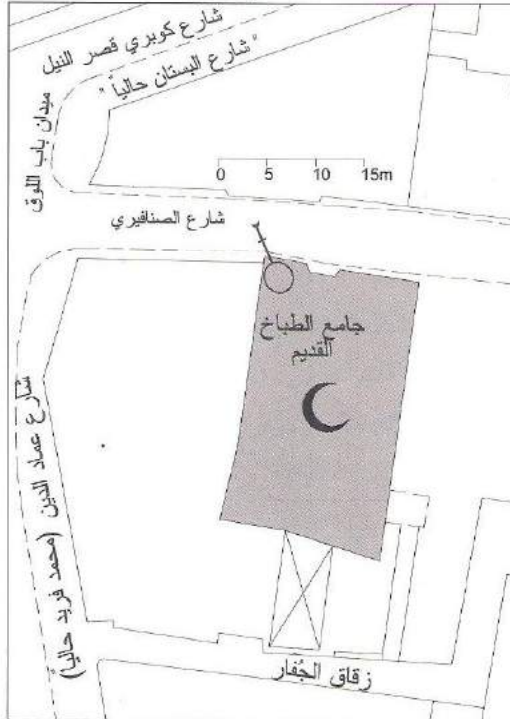 شارع كوبري قصر النيل
" شارع البستان حالياً "
ميدان باب اللوق
0 5 10 15m
شارع الصنافيري
جامع الطباخ
القديم
شارع عماد الدين (محمد فريد حالياً)
زقاق الجُفار